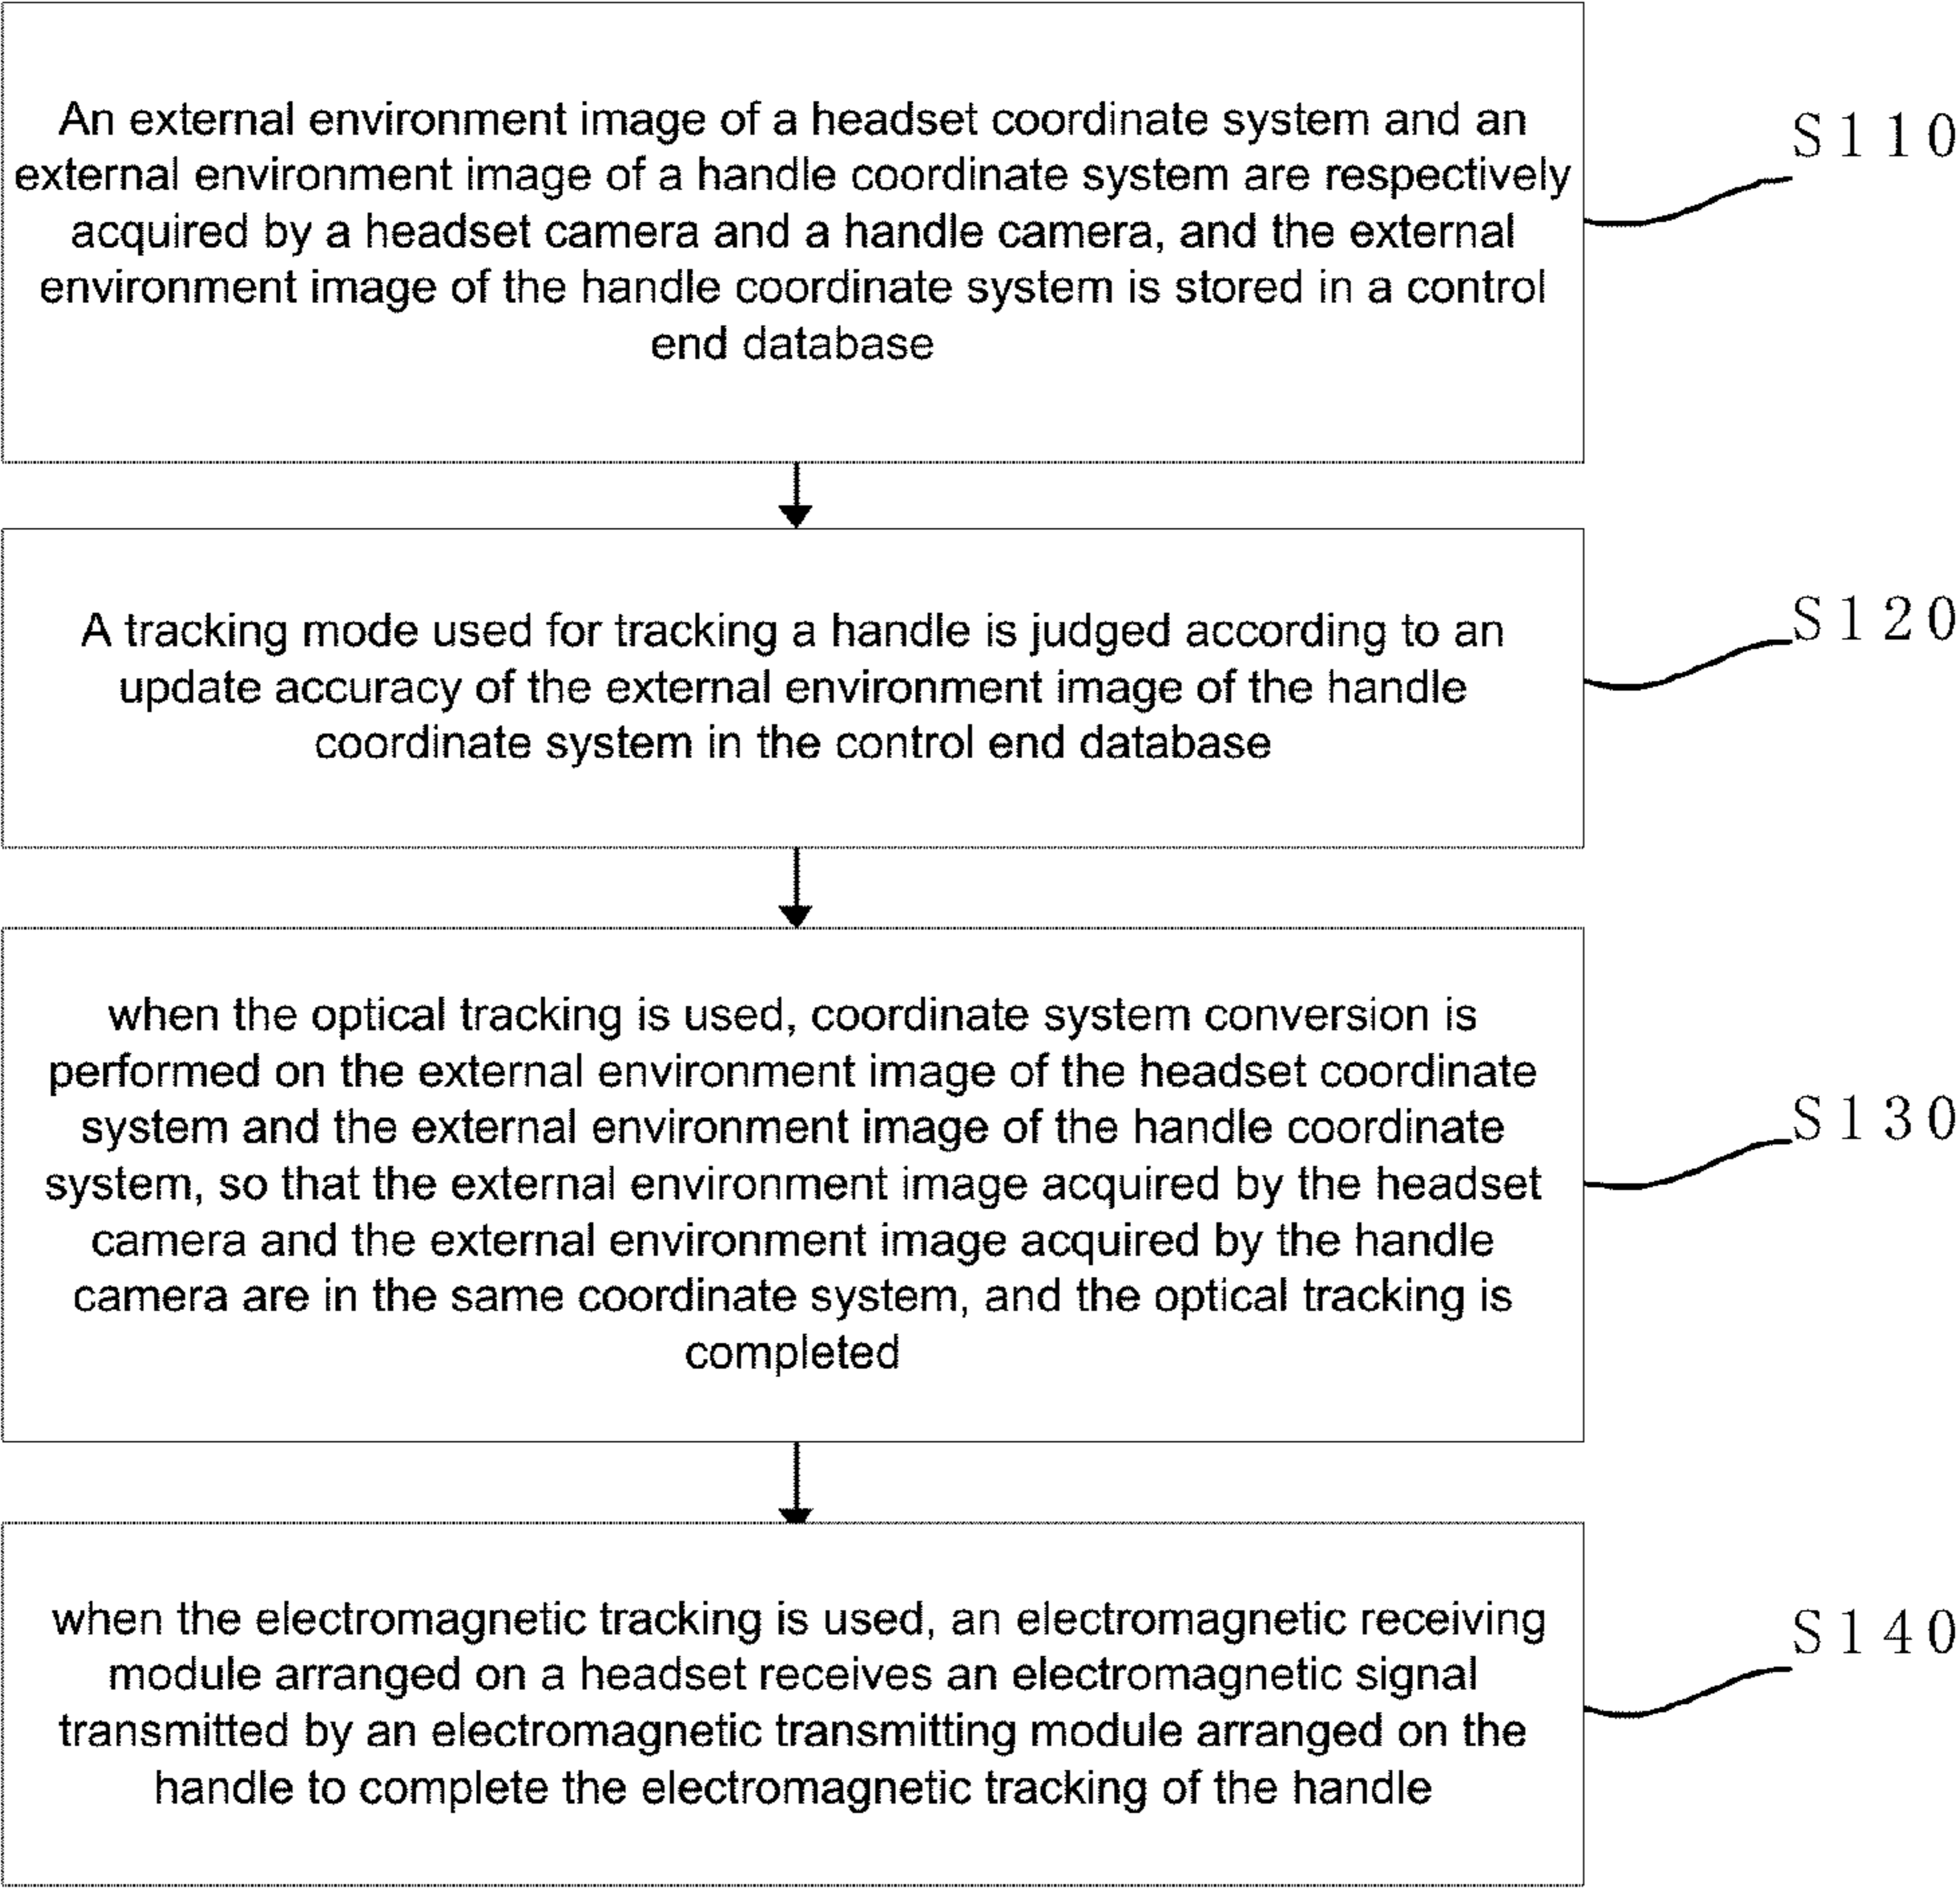 An external environment image of a headset coordinate system and an
external environment image of a handle coordinate system are respectively
acquired by a headset camera and a handle camera, and the external
environment image of the handle coordinate system is stored in a control
end database
S110
A tracking mode used for tracking a handle is judged according to an
update accuracy of the external environment image of the handle
coordinate system in the control end database
S120
when the optical tracking is used, coordinate system conversion is
performed on the external environment image of the headset coordinate
system and the external environment image of the handle coordinate
system, so that the external environment image acquired by the headset
camera and the external environment image acquired by the handle
camera are in the same coordinate system, and the optical tracking is
completed
S130
when the electromagnetic tracking is used, an electromagnetic receiving
module arranged on a headset receives an electromagnetic signal
transmitted by an electromagnetic transmitting module arranged on the
handle to complete the electromagnetic tracking of the handle
S140